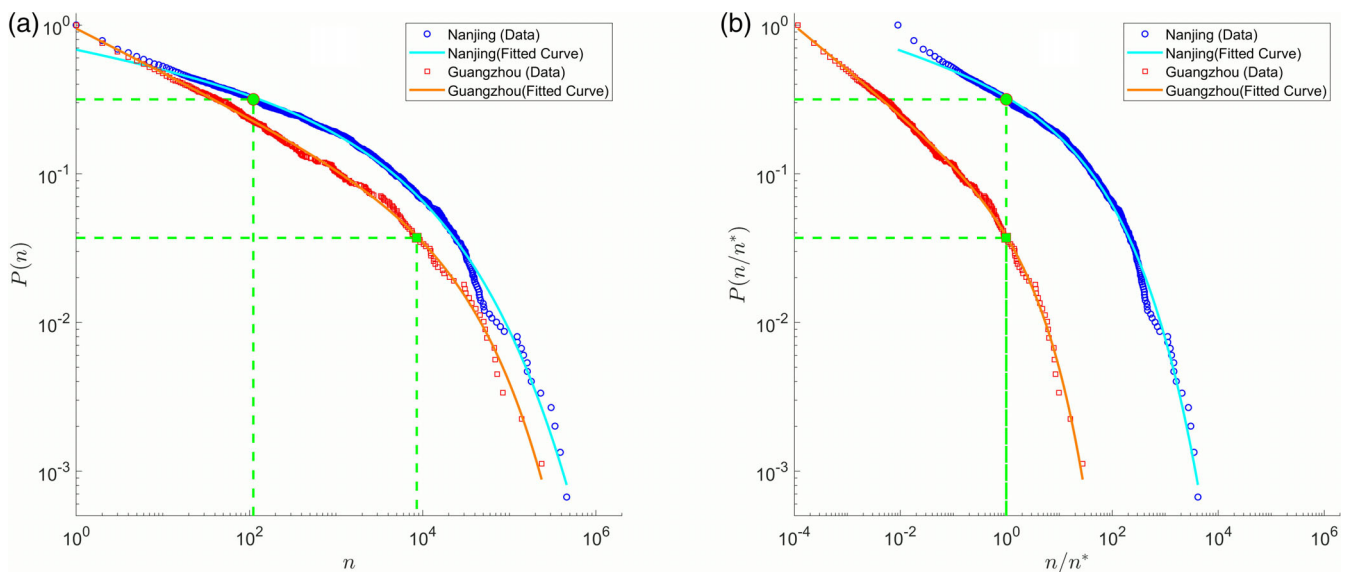 (a)
10^0
10^-1
10^-2
10^-3
P(n)
10^0
10^2
10^4
10^6
n
Nanjing (Data)
Nanjing(Fitted Curve)
Guangzhou (Data)
Guangzhou(Fitted Curve)
(b)
10^0
10^-1
10^-2
10^-3
P(n/n*)
10^-4
10^-2
10^0
10^2
10^4
10^6
n/n*
Nanjing (Data)
Nanjing(Fitted Curve)
Guangzhou (Data)
Guangzhou(Fitted Curve)